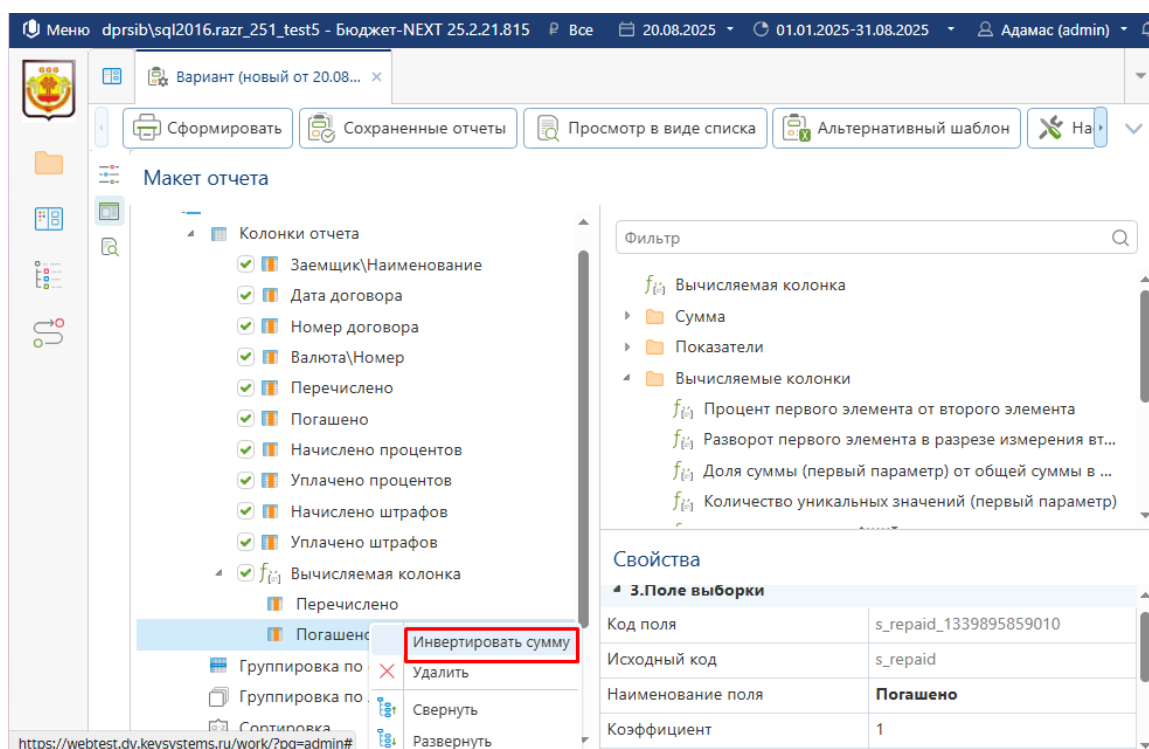 Меню dprsib\sql2016.razr_251_test5 - Бюджет-NEXT 25.2.21.815 ₽ Все 20.08.2025 01.01.2025-31.08.2025 Адамас (admin)
Вариант (новый от 20.08... ×
Сформировать Сохраненные отчеты Просмотр в виде списка Альтернативный шаблон На
Макет отчета
Колонки отчета
Заемщик\Наименование
Дата договора
Номер договора
Валюта\Номер
Перечислено
Погашено
Начислено процентов
Уплачено процентов
Начислено штрафов
Уплачено штрафов
Вычисляемая колонка
Перечислено
Погашено
Группировка по
Группировка по
Сортировка
Инвертировать сумму
Удалить
Свернуть
Развернуть
Фильтр
Вычисляемая колонка
Сумма
Показатели
Вычисляемые колонки
Процент первого элемента от второго элемента
Разворот первого элемента в разрезе измерения вт...
Доля суммы (первый параметр) от общей суммы в ...
Количество уникальных значений (первый параметр)
Свойства
3.Поле выборки
Код поля s_repaid_1339895859010
Исходный код s_repaid
Наименование поля Погашено
Коэффициент 1
https://webtest.dv.keysystems.ru/work/?pg=admin#